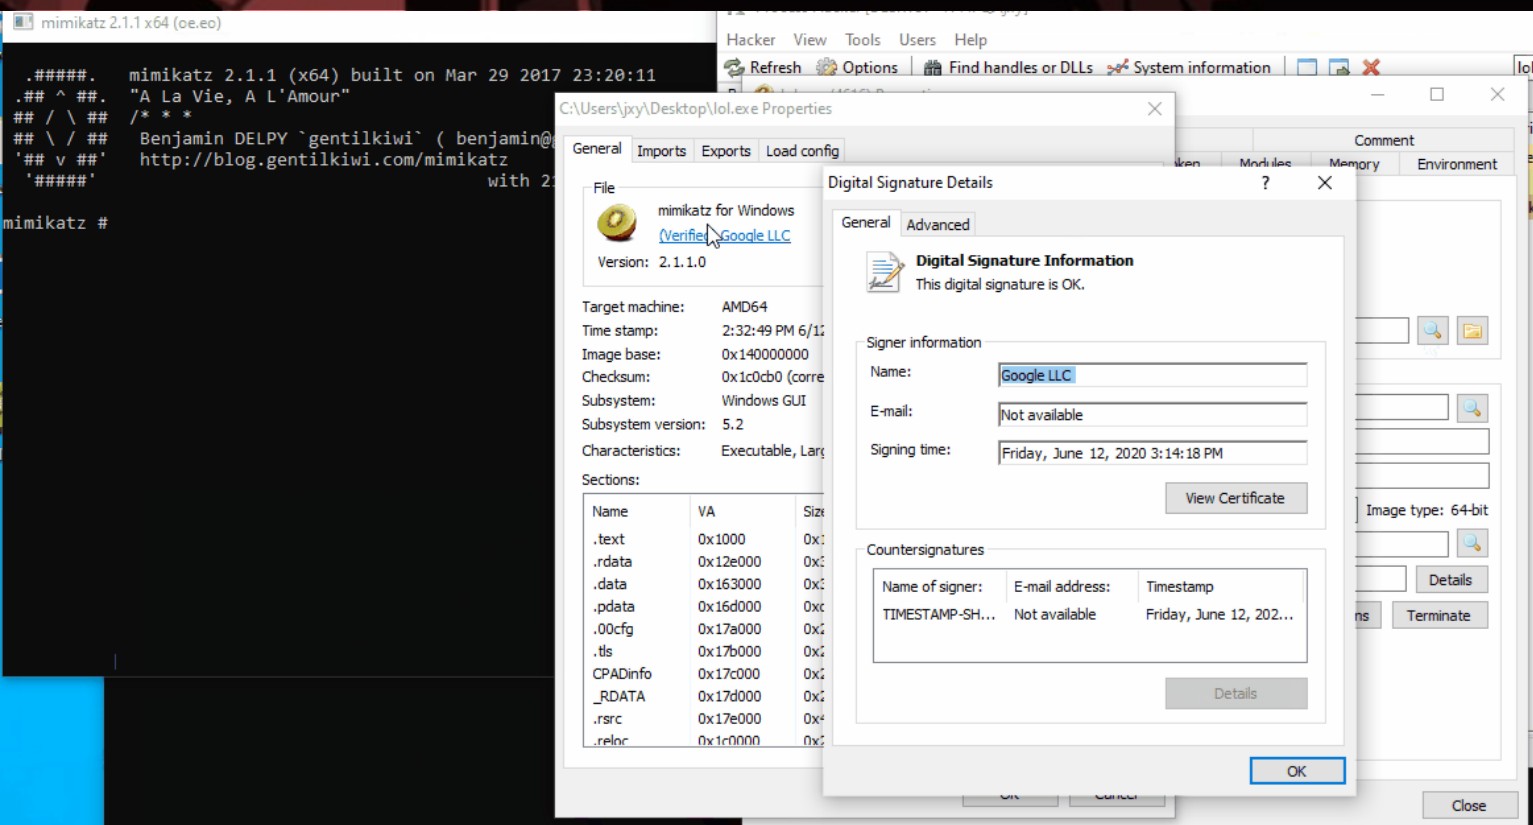 mimikatz 2.1.1 x64 (oe.eo)
.#####.   mimikatz 2.1.1 (x64) built on Mar 29 2017 23:20:11
.## ^ ##.  "A La Vie, A L'Amour"
## / \ ##  /* * *
## \ / ##   Benjamin DELPY `gentilkiwi` ( benjamin@
'## v ##'   http://blog.gentilkiwi.com/mimikatz
'#####'                                     with 21
mimikatz #
Hacker View Tools Users Help
Refresh Options Find handles or DLLs System information
C:\Users\jxy\Desktop\lol.exe Properties
General Imports Exports Load config
File
mimikatz for Windows
Google LLC
Version: 2.1.1.0
Target machine: AMD64
Time stamp: 2:32:49 PM 6/12
Image base: 0x140000000
Checksum: 0x1c0cb0 (corre
Subsystem: Windows GUI
Subsystem version: 5.2
Characteristics: Executable, Larg
Sections:
Name VA Size
.text 0x1000
.rdata 0x12e000
.data 0x163000
.pdata 0x16d000
.00cfg 0x17a000
.tls 0x17b000
CPADinfo 0x17c000
_RDATA 0x17d000
.rsrc 0x17e000
.reloc 0x1c0000
Digital Signature Details
General Advanced
Digital Signature Information
This digital signature is OK.
Signer information
Name: Google LLC
E-mail: Not available
Signing time: Friday, June 12, 2020 3:14:18 PM
View Certificate
Countersignatures
Name of signer: E-mail address: Timestamp
TIMESTAMP-SH... Not available Friday, June 12, 202...
Details
OK
Comment
Modules Memory Environment
Image type: 64-bit
Details
Terminate
Close